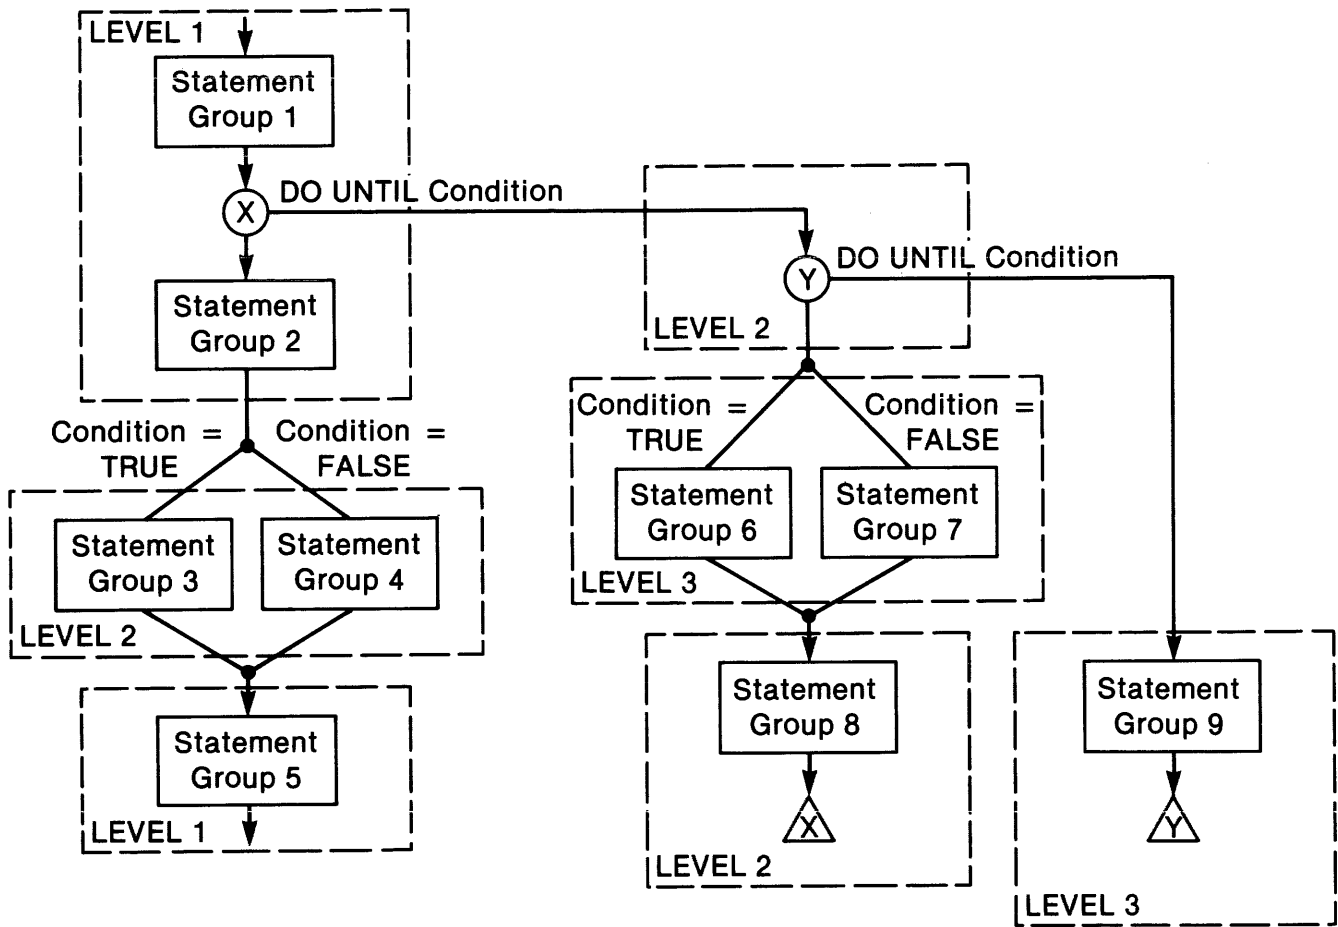 LEVEL 1
Statement
Group 1
X
DO UNTIL Condition
Statement
Group 2
Condition =
TRUE
Condition =
FALSE
Statement
Group 3
Statement
Group 4
LEVEL 2
Statement
Group 5
LEVEL 1
Y
DO UNTIL Condition
LEVEL 2
Condition =
TRUE
Condition =
FALSE
Statement
Group 6
Statement
Group 7
LEVEL 3
Statement
Group 8
X
LEVEL 2
Statement
Group 9
Y
LEVEL 3